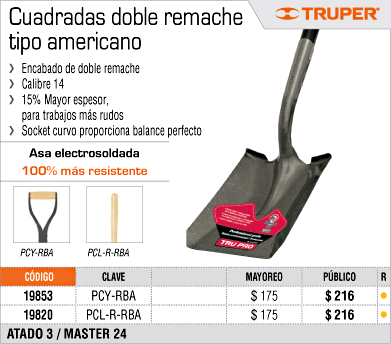 Cuadradas doble remache
tipo americano
TRUPER®
Encabado de doble remache
Calibre 14
15% Mayor espesor,
para trabajos más rudos
Socket curvo proporciona balance perfecto
Asa electrosoldada
100% más resistente
TRU PRO
PCY-RBA PCL-R-RBA
CÓDIGO CLAVE MAYOREO PÚBLICO R
19853 PCY-RBA $ 175 $ 216
19820 PCL-R-RBA $ 175 $ 216
ATADO 3 / MASTER 24